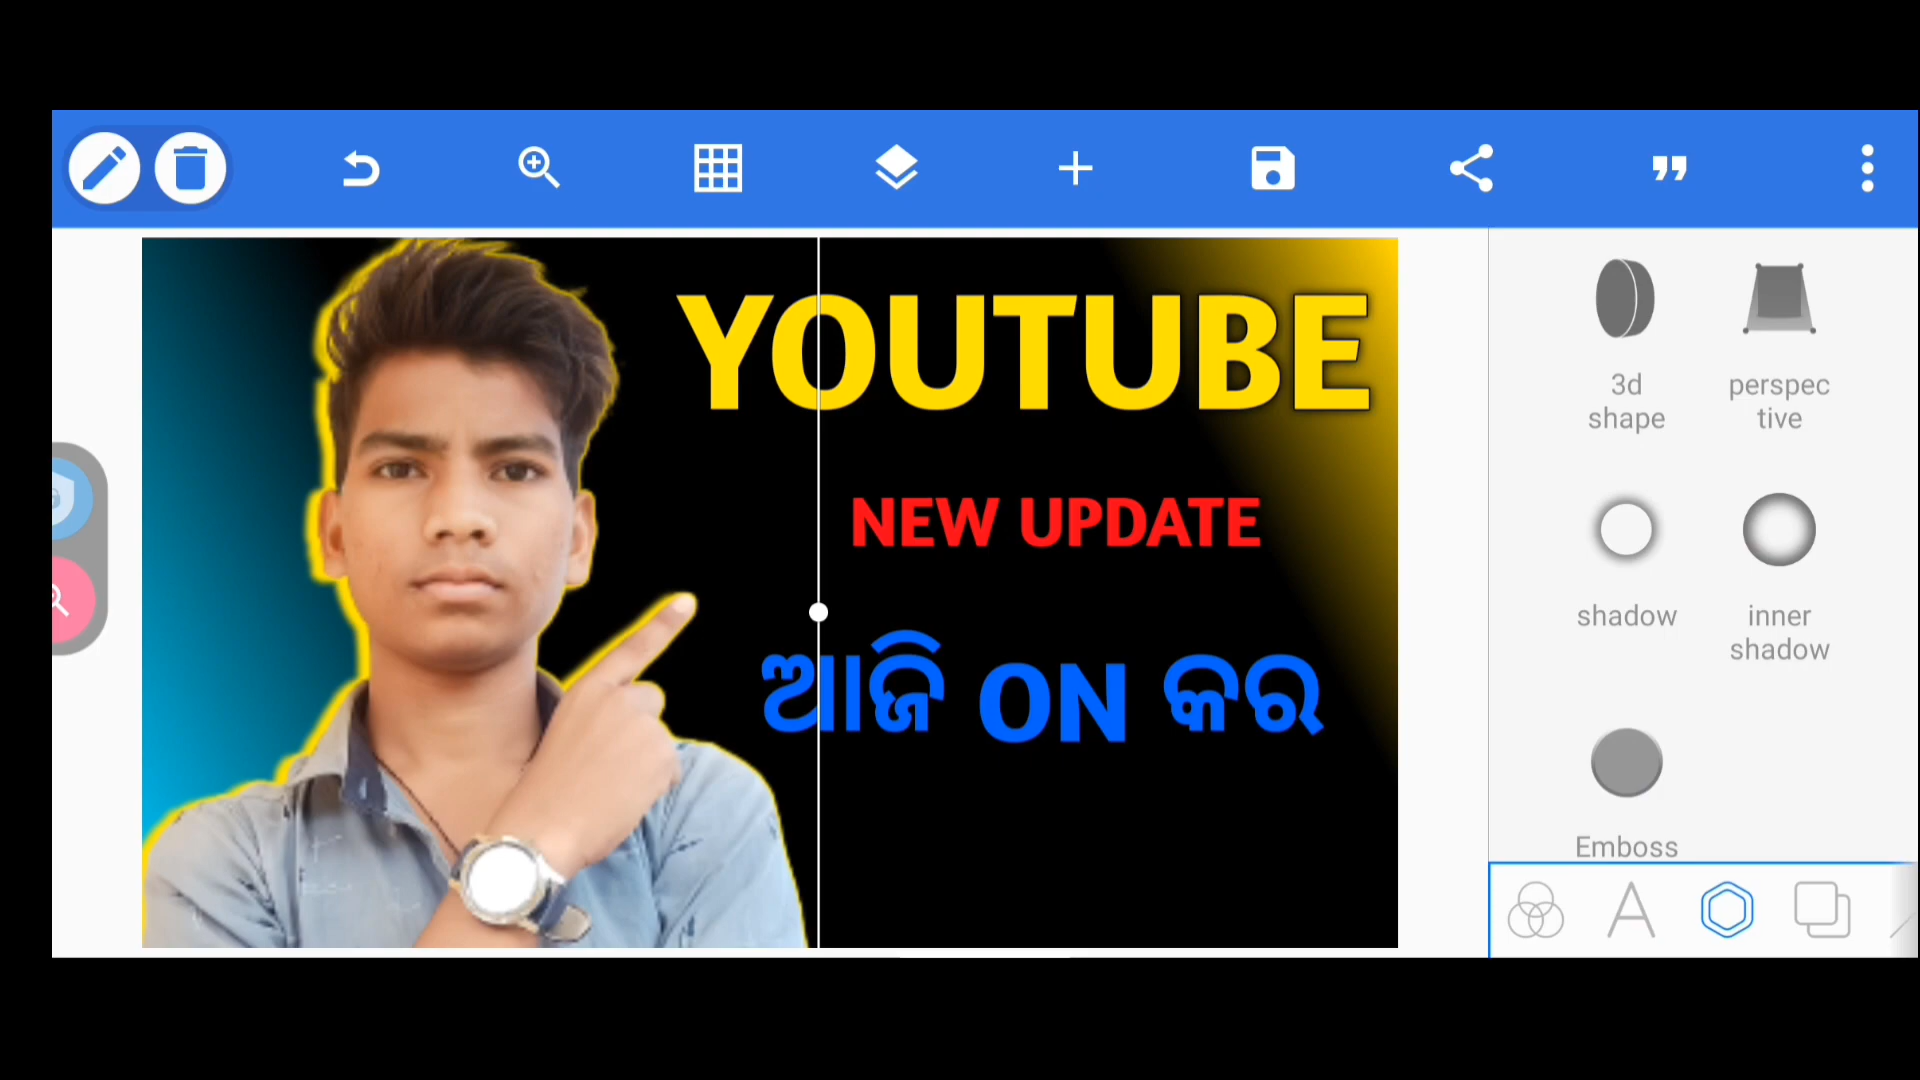 YOUTUBE
NEW UPDATE
ଆଜି ON କର
3d shape
perspec
tive
shadow
inner shadow
Emboss